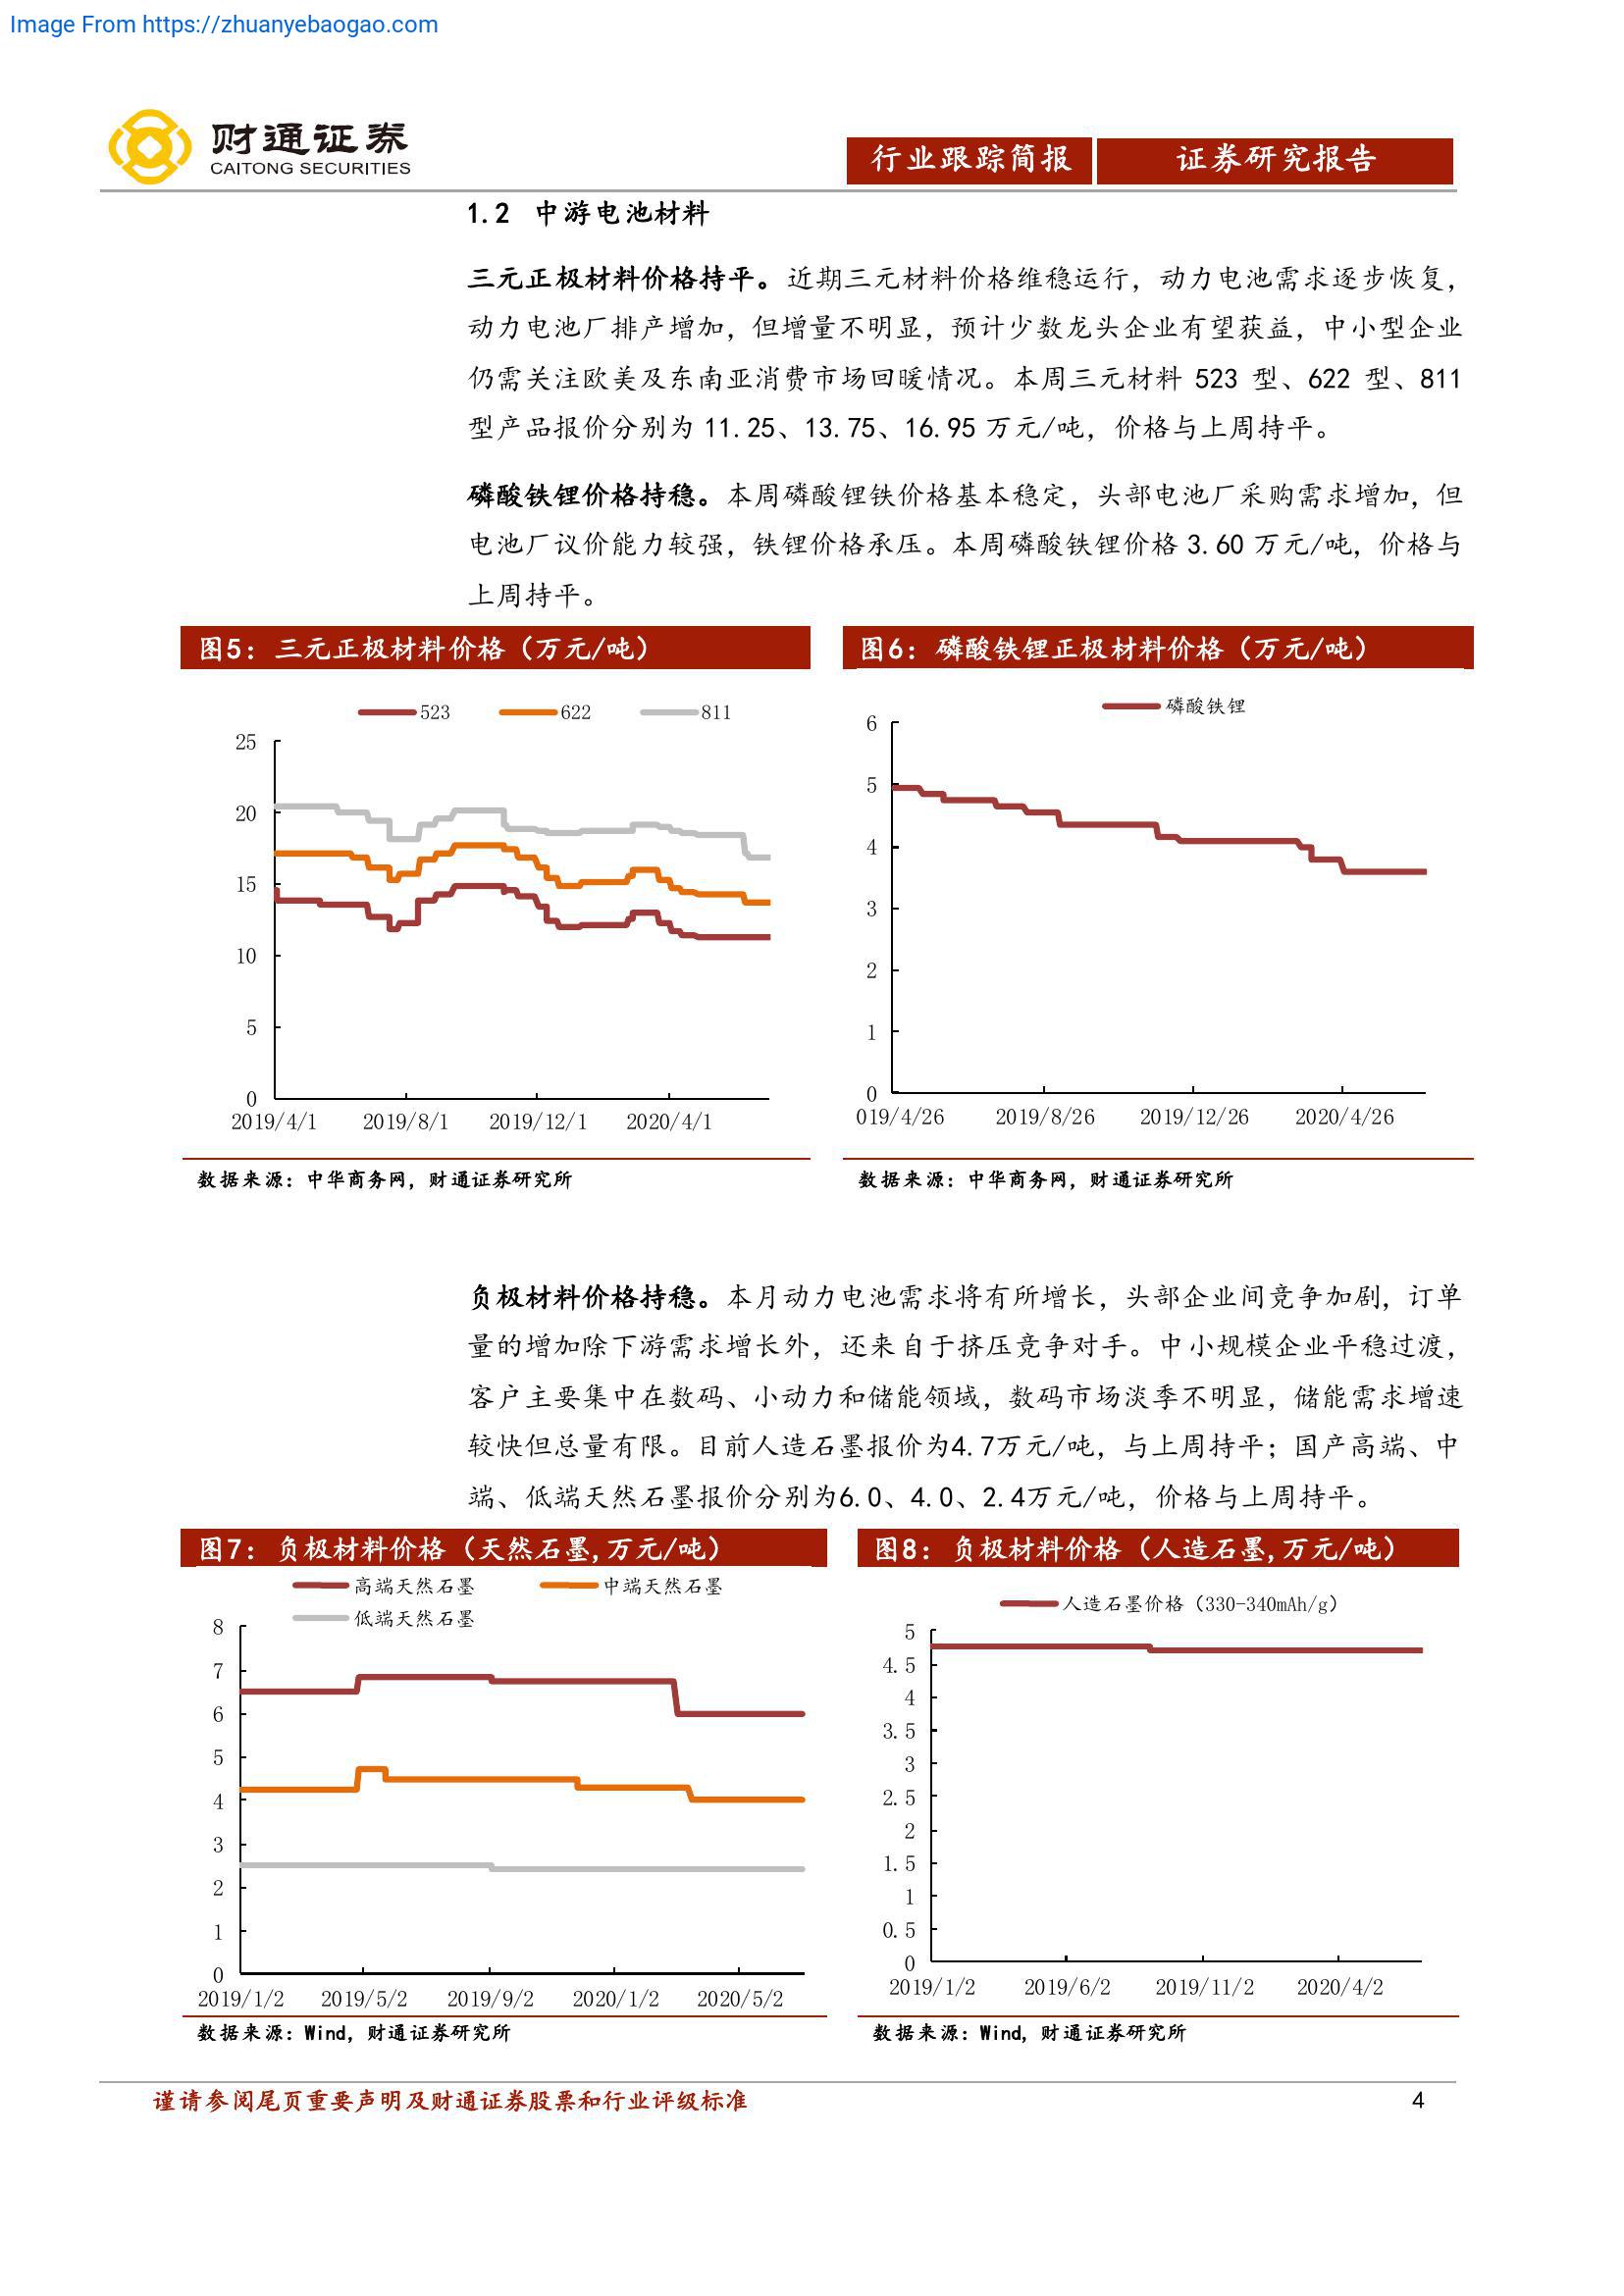 Image From https://zhuanyebaogao.com
财通证券
CAITONG SECURITIES
行业跟踪简报 证券研究报告
1.2 中游电池材料
三元正极材料价格持平。近期三元材料价格维稳运行，动力电池需求逐步恢复，
动力电池厂排产增加，但增量不明显，预计少数龙头企业有望获益，中小型企业
仍需关注欧美及东南亚消费市场回暖情况。本周三元材料 523 型、622 型、811
型产品报价分别为 11.25、13.75、16.95 万元/吨，价格与上周持平。
磷酸铁锂价格持稳。本周磷酸锂铁价格基本稳定，头部电池厂采购需求增加，但
电池厂议价能力较强，铁锂价格承压。本周磷酸铁锂价格 3.60 万元/吨，价格与
上周持平。
图5：三元正极材料价格（万元/吨）
523 622 811
25
20
15
10
5
0
2019/4/1 2019/8/1 2019/12/1 2020/4/1
数据来源：中华商务网，财通证券研究所
图6：磷酸铁锂正极材料价格（万元/吨）
磷酸铁锂
6
5
4
3
2
1
0
019/4/26 2019/8/26 2019/12/26 2020/4/26
数据来源：中华商务网，财通证券研究所
负极材料价格持稳。本月动力电池需求将有所增长，头部企业间竞争加剧，订单
量的增加除下游需求增长外，还来自于挤压竞争对手。中小规模企业平稳过渡，
客户主要集中在数码、小动力和储能领域，数码市场淡季不明显，储能需求增速
较快但总量有限。目前人造石墨报价为4.7万元/吨，与上周持平；国产高端、中
端、低端天然石墨报价分别为6.0、4.0、2.4万元/吨，价格与上周持平。
图7：负极材料价格（天然石墨,万元/吨）
高端天然石墨 中端天然石墨
低端天然石墨
8
7
6
5
4
3
2
1
0
2019/1/2 2019/5/2 2019/9/2 2020/1/2 2020/5/2
数据来源：Wind，财通证券研究所
图8：负极材料价格（人造石墨,万元/吨）
人造石墨价格（330-340mAh/g）
5
4.5
4
3.5
3
2.5
2
1.5
1
0.5
0
2019/1/2 2019/6/2 2019/11/2 2020/4/2
数据来源：Wind，财通证券研究所
谨请参阅尾页重要声明及财通证券股票和行业评级标准 4